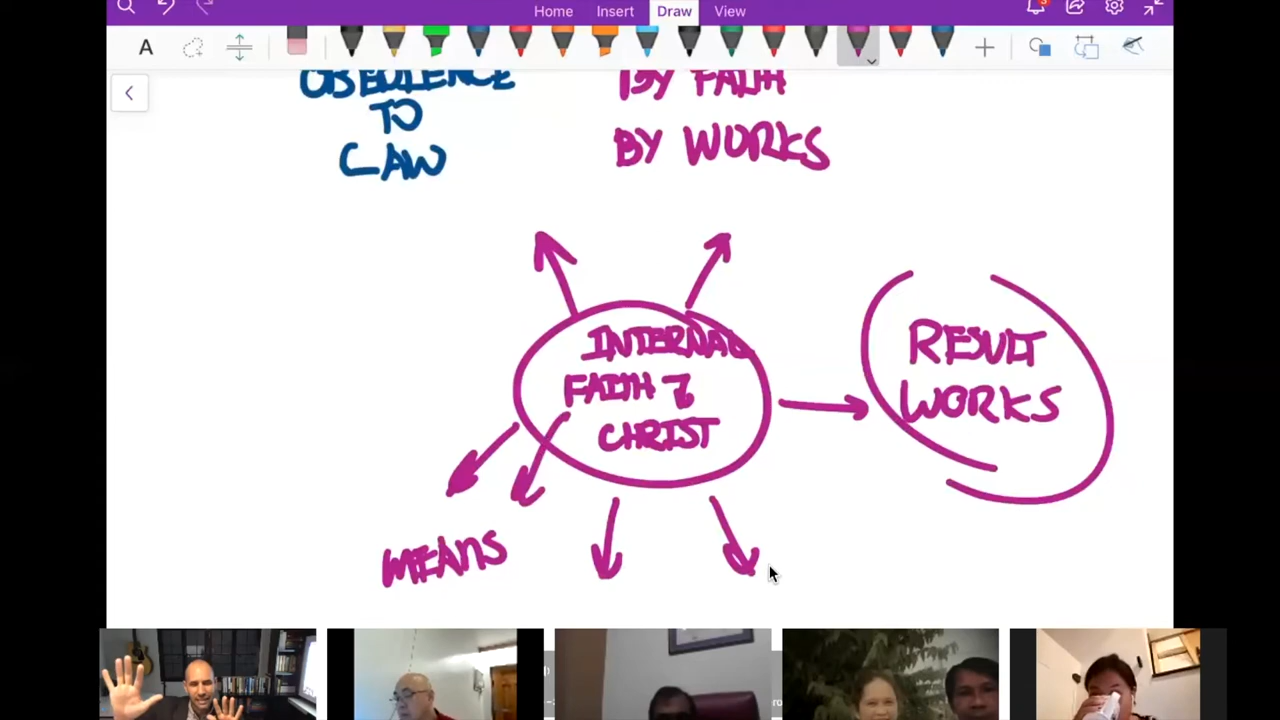 Home Insert Draw View
A
OBEDIENCE
TO
LAW
BY FAITH
BY WORKS
INTERNAL
FAITH &
CHRIST
RESULT
WORKS
MEANS